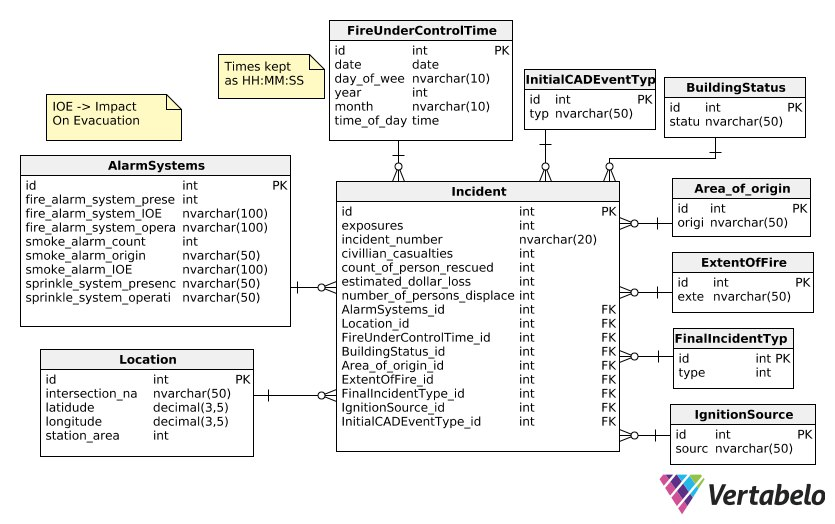 FireUnderControlTime
id int PK
date date
day_of_wee nvarchar(10)
year int
month nvarchar(10)
time_of_day time
Times kept
as HH:MM:SS
InitialCADEventTyp
id int PK
typ nvarchar(50)
BuildingStatus
id int PK
statu nvarchar(50)
IOE -> Impact
On Evacuation
AlarmSystems
id int PK
fire_alarm_system_prese int
fire_alarm_system_IOE nvarchar(100)
fire_alarm_system_opera nvarchar(100)
smoke_alarm_count int
smoke_alarm_origin nvarchar(50)
smoke_alarm_IOE nvarchar(100)
sprinkle_system_presenc nvarchar(50)
sprinkle_system_operati nvarchar(50)
Incident
id int PK
exposures int
incident_number nvarchar(20)
civillian_casualties int
count_of_person_rescued int
estimated_dollar_loss int
number_of_persons_displace int
AlarmSystems_id int FK
Location_id int FK
FireUnderControlTime_id int FK
BuildingStatus_id int FK
Area_of_origin_id int FK
ExtentOfFire_id int FK
FinalIncidentType_id int FK
IgnitionSource_id int FK
InitialCADEventType_id int FK
Area_of_origin
id int PK
origi nvarchar(50)
ExtentOfFire
id int PK
exte nvarchar(50)
FinalIncidentTyp
id int PK
type int
Location
id int PK
intersection_na nvarchar(50)
latidude decimal(3,5)
longitude decimal(3,5)
station_area int
IgnitionSource
id int PK
sourc nvarchar(50)
Vertabelo